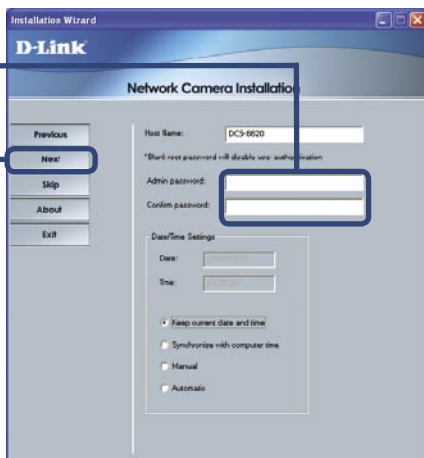 Installation Wizard
D-Link
Network Camera Installation
Previous
Next
Skip
About
Exit
Host Name: DCS-6620
*Blank root password will disable user authentication
Admin password:
Confirm password:
Date/Time Settings
Date:
Time:
Keep current date and time
Synchronize with computer time
Manual
Automatic